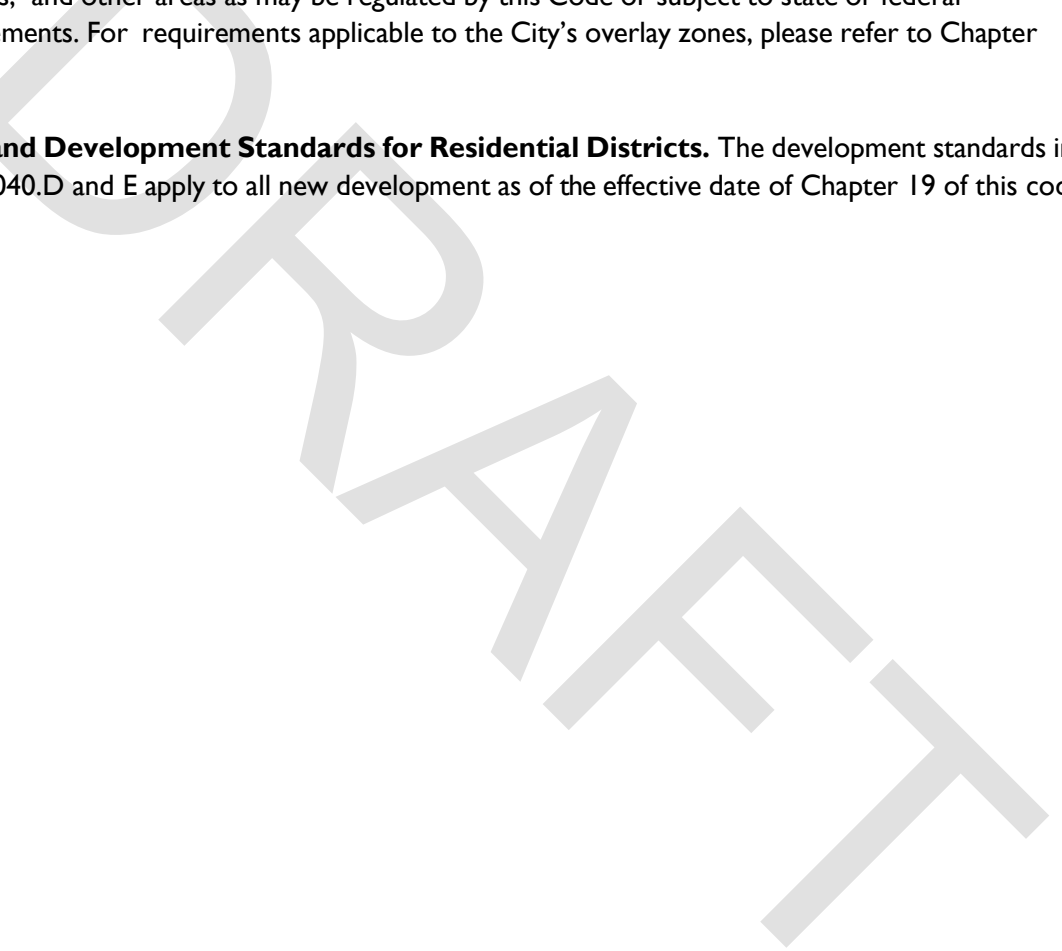 and other areas as may be regulated by this Code or subject to state or federal
ements. For requirements applicable to the City's overlay zones, please refer to Chapter
and Development Standards for Residential Districts. The development standards in
040.D and E apply to all new development as of the effective date of Chapter 19 of this
DRAFT